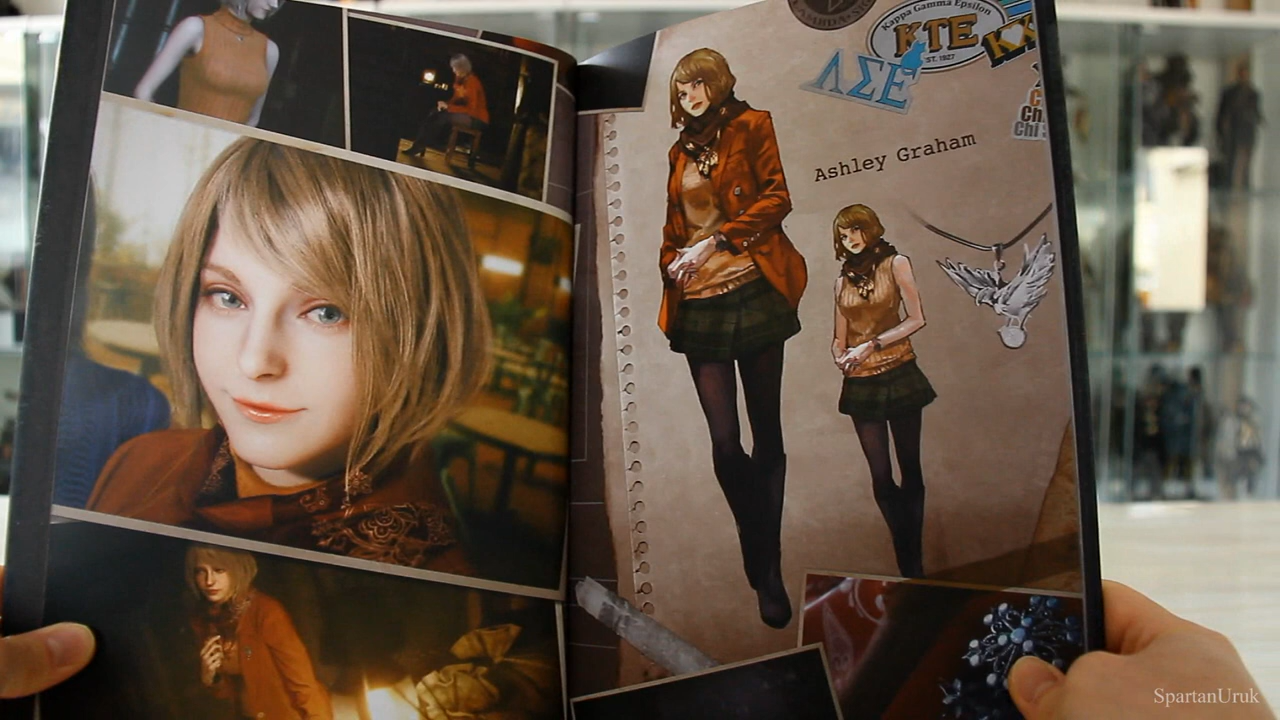 Kappa Gamma Epsilon
KTE
EST. 1927
ΛΣΕ
Ashley Graham
SpartanUruk